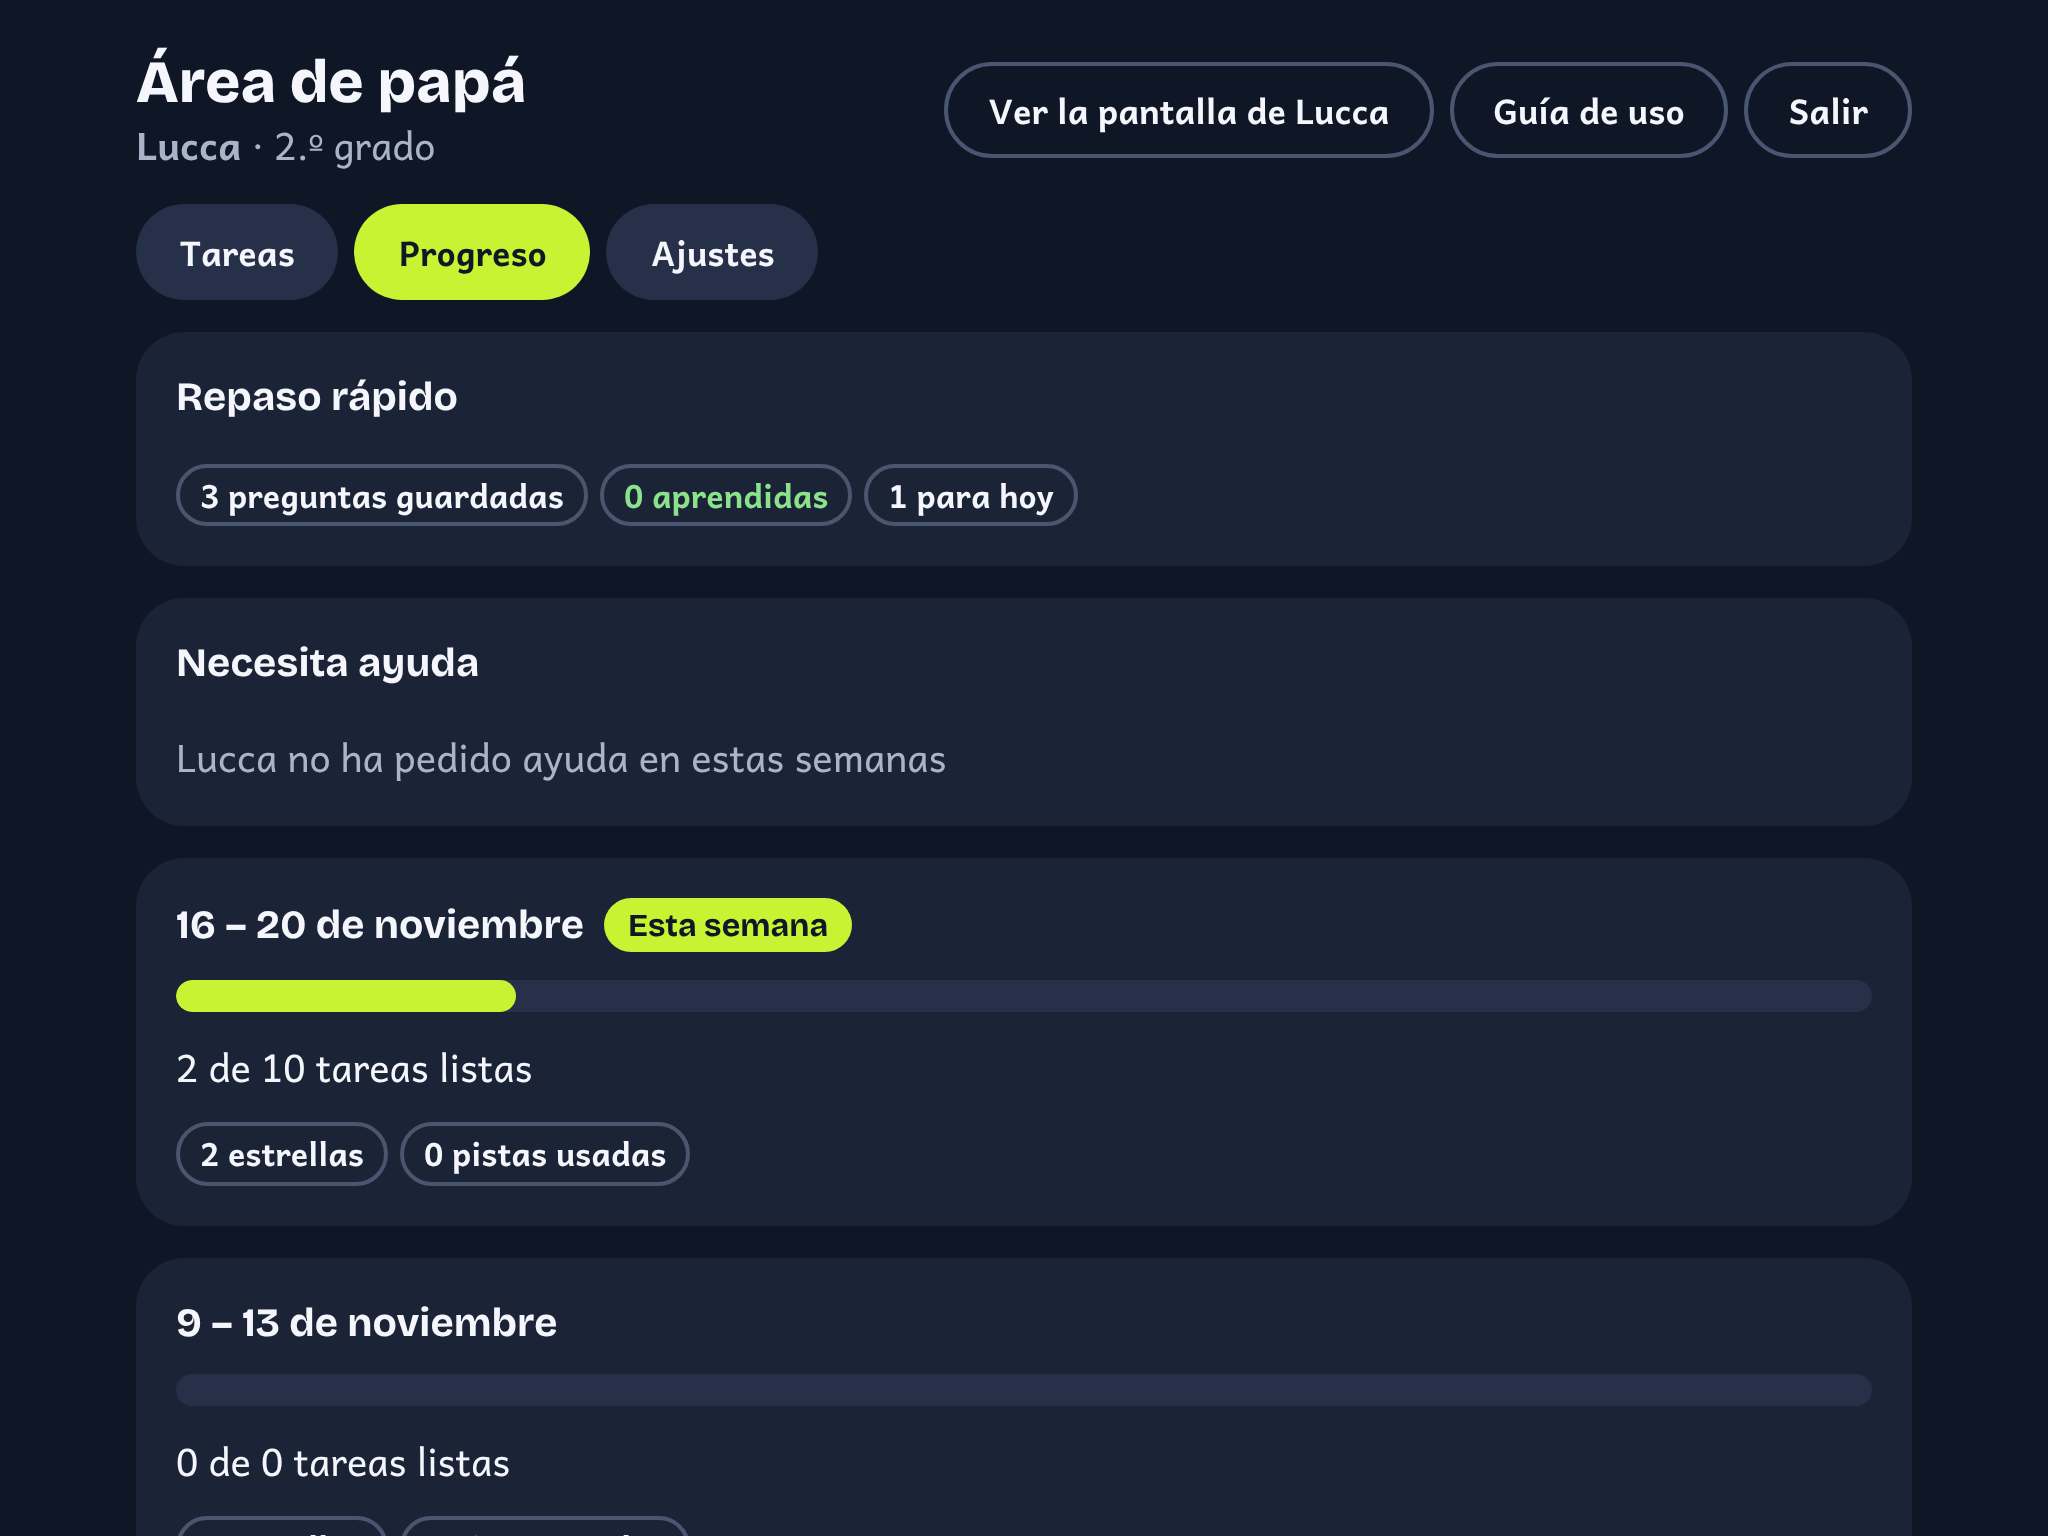 Área de papá
Lucca · 2.º grado
Ver la pantalla de Lucca
Guía de uso
Salir
Tareas
Progreso
Ajustes
Repaso rápido
3 preguntas guardadas
0 aprendidas
1 para hoy
Necesita ayuda
Lucca no ha pedido ayuda en estas semanas
16 – 20 de noviembre
Esta semana
2 de 10 tareas listas
2 estrellas
0 pistas usadas
9 – 13 de noviembre
0 de 0 tareas listas